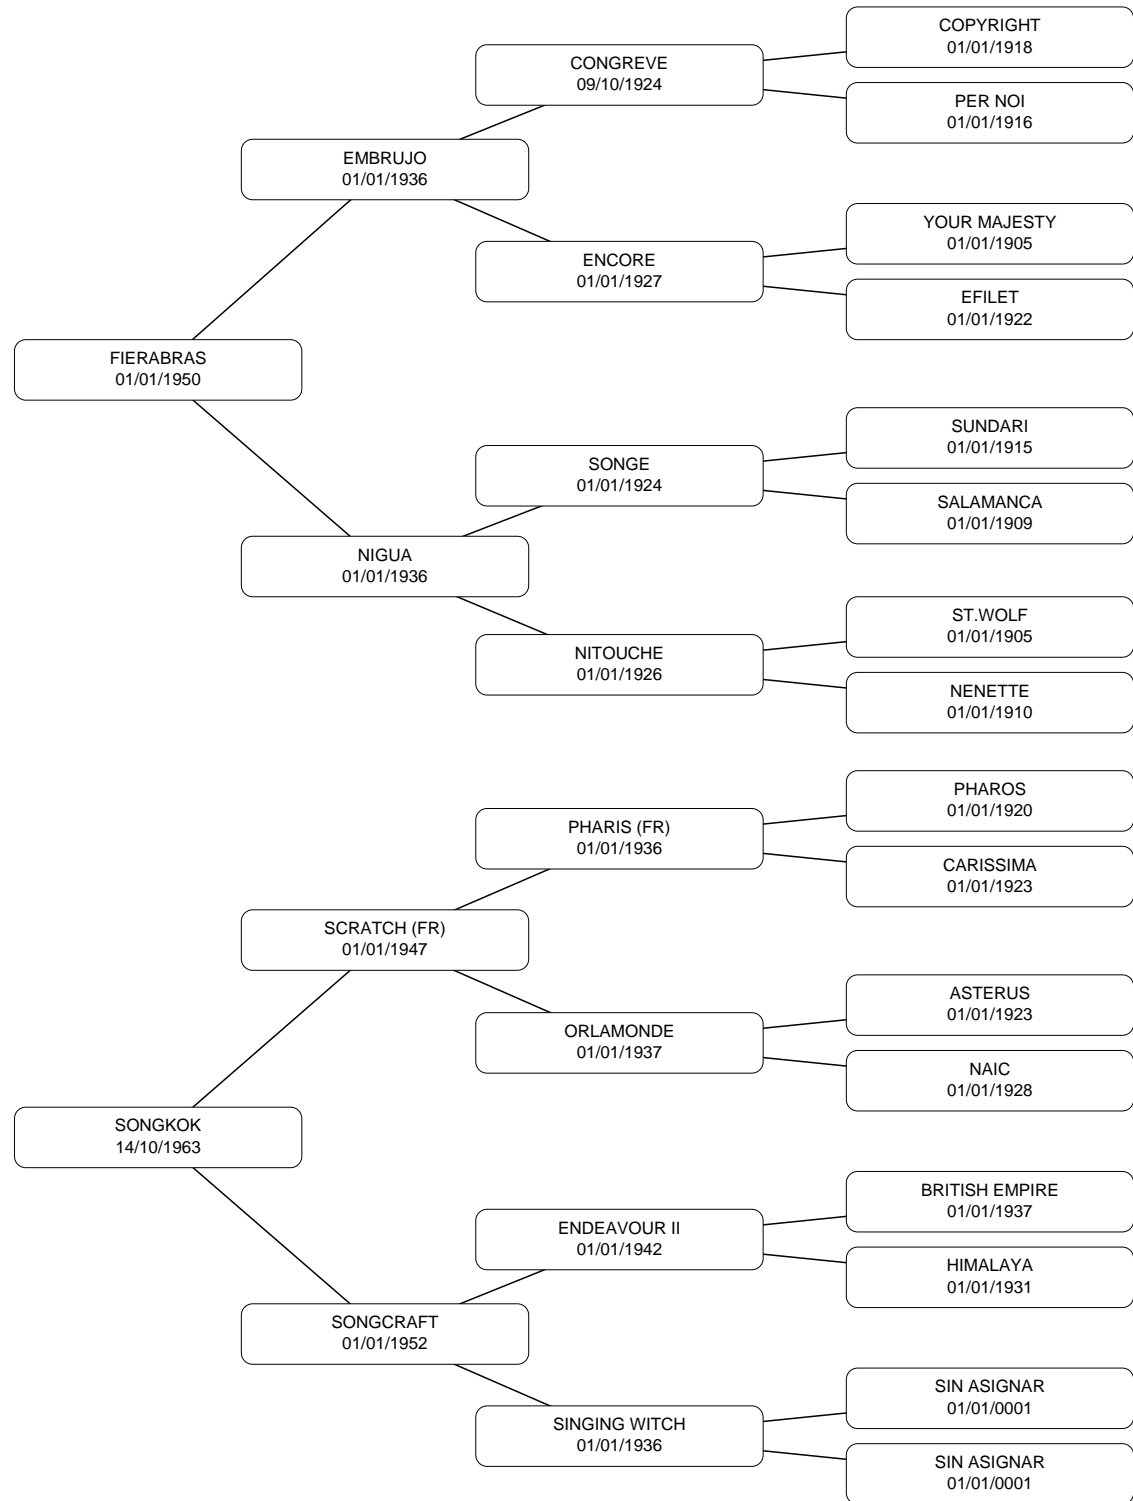 COPYRIGHT
01/01/1918
CONGREVE
09/10/1924
PER NOI
01/01/1916
EMBRUJO
01/01/1936
YOUR MAJESTY
01/01/1905
ENCORE
01/01/1927
EFILET
01/01/1922
FIERABRAS
01/01/1950
SUNDARI
01/01/1915
SONGE
01/01/1924
SALAMANCA
01/01/1909
NIGUA
01/01/1936
ST.WOLF
01/01/1905
NITOUCHE
01/01/1926
NENETTE
01/01/1910
PHAROS
01/01/1920
PHARIS (FR)
01/01/1936
CARISSIMA
01/01/1923
SCRATCH (FR)
01/01/1947
ASTERUS
01/01/1923
ORLAMONDE
01/01/1937
NAIC
01/01/1928
SONGKOK
14/10/1963
BRITISH EMPIRE
01/01/1937
ENDEAVOUR II
01/01/1942
HIMALAYA
01/01/1931
SONGCRAFT
01/01/1952
SIN ASIGNAR
01/01/0001
SINGING WITCH
01/01/1936
SIN ASIGNAR
01/01/0001